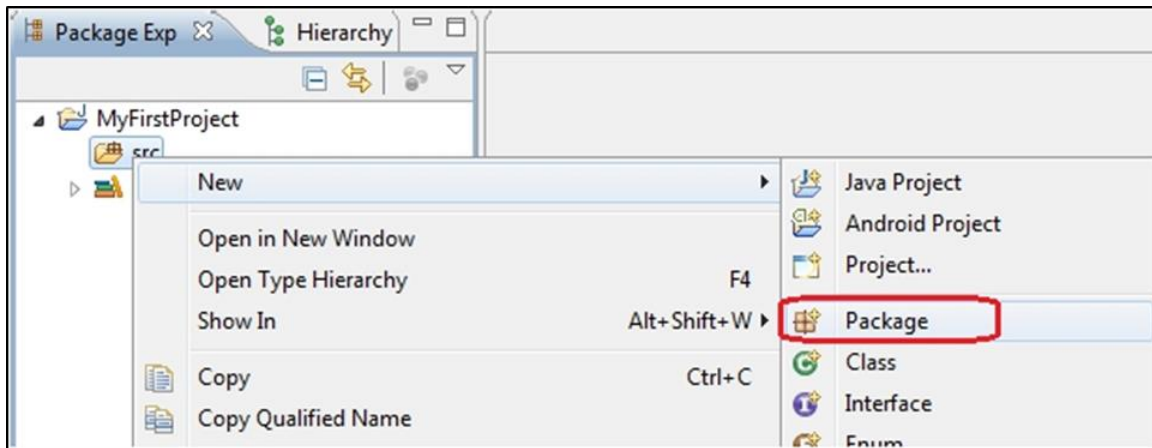 Package Exp Hierarchy
MyFirstProject
src
New
Open in New Window
Open Type Hierarchy F4
Show In Alt+Shift+W
Copy Ctrl+C
Copy Qualified Name
Java Project
Android Project
Project...
Package
Class
Interface
Enum